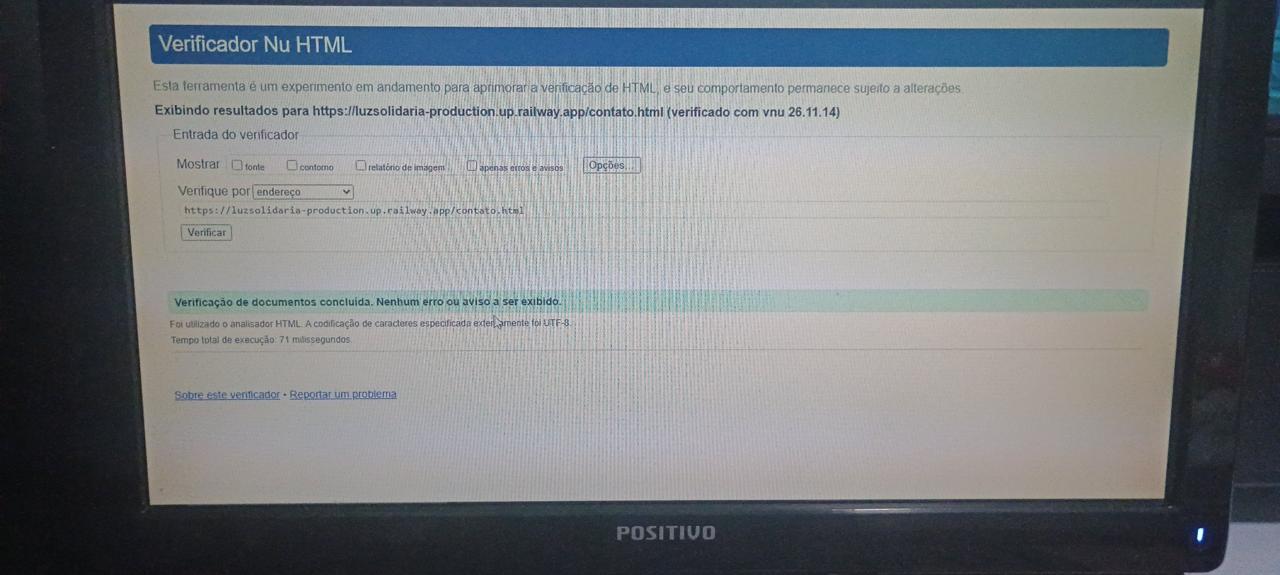 Verificador Nu HTML
Esta ferramenta é um experimento em andamento para aprimorar a verificação de HTML, e seu comportamento permanece sujeito a alterações.
Exibindo resultados para https://luzsolidaria-production.up.railway.app/contato.html (verificado com vnu 26.11.14)
Entrada do verificador
Mostrar fonte contorno relatório de imagem apenas erros e avisos Opções...
Verifique por endereço
https://luzsolidaria-production.up.railway.app/contato.html
Verificar
Verificação de documentos concluída. Nenhum erro ou aviso a ser exibido.
Foi utilizado o analisador HTML. A codificação de caracteres especificada externamente foi UTF-8.
Tempo total de execução: 71 milissegundos.
Sobre este verificador • Reportar um problema
POSITIVO